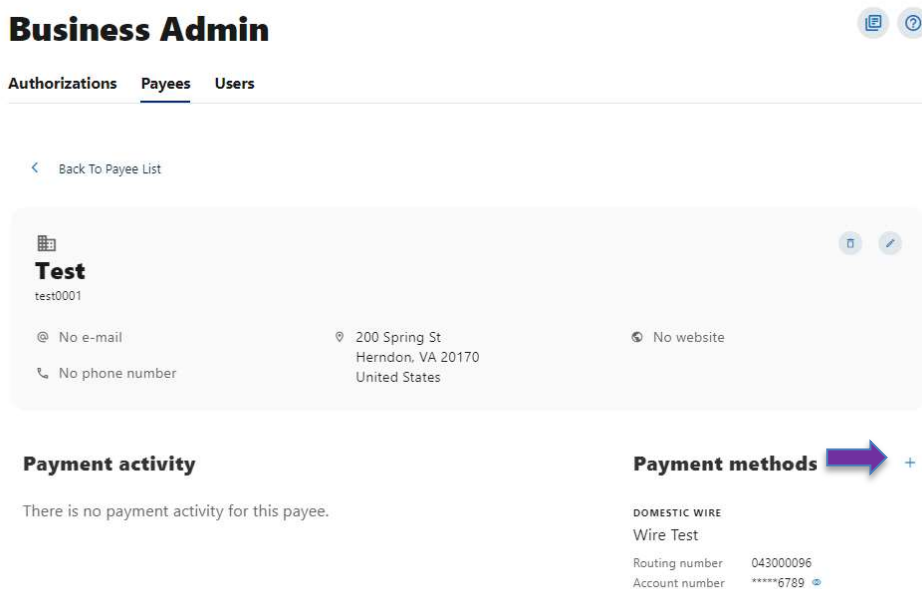 Business Admin
Authorizations Payees Users
Back To Payee List
Test
test0001
No e-mail
No phone number
200 Spring St
Herndon, VA 20170
United States
No website
Payment activity
There is no payment activity for this payee.
Payment methods
DOMESTIC WIRE
Wire Test
Routing number 043000096
Account number *****6789